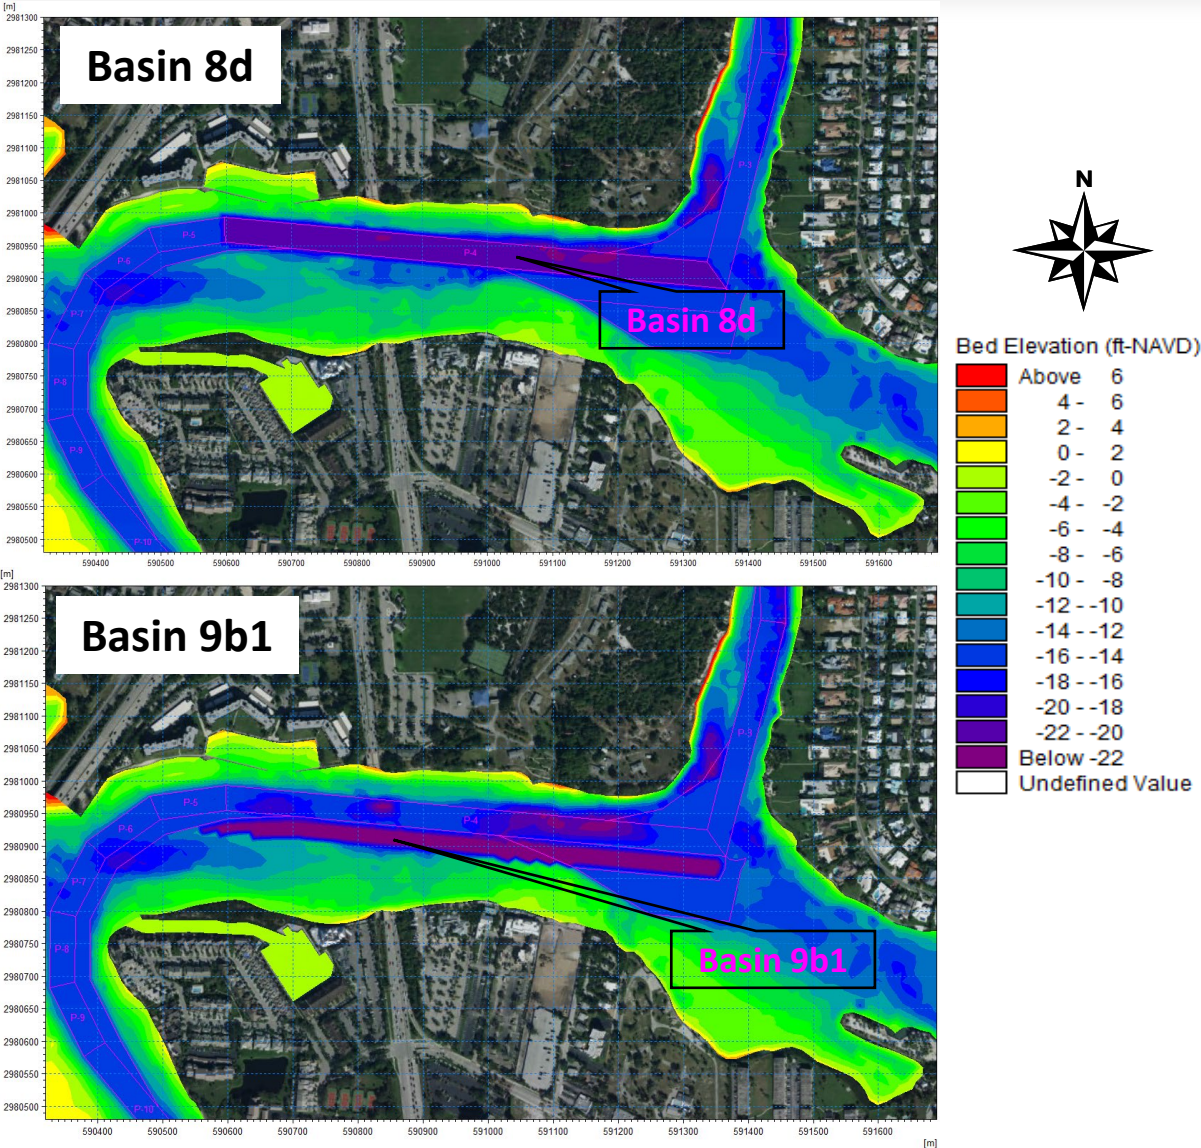 [m]
2981300
Basin 8d
2981250
2981200
2981150
2981100
2981050
2981000
2980950
2980900
2980850
2980800
2980750
2980700
2980650
2980600
2980550
2980500
P-3
P-5
P-4
P-6
P-7
P-8
P-9
P-10
Basin 8d
590400 590500 590600 590700 590800 590900 591000 591100 591200 591300 591400 591500 591600
N
Bed Elevation (ft-NAVD)
Above 6
4 - 6
2 - 4
0 - 2
-2 - 0
-4 - -2
-6 - -4
-8 - -6
-10 - -8
-12 - -10
-14 - -12
-16 - -14
-18 - -16
-20 - -18
-22 - -20
Below -22
Undefined Value
[m]
2981300
Basin 9b1
2981250
2981200
2981150
2981100
2981050
2981000
2980950
2980900
2980850
2980800
2980750
2980700
2980650
2980600
2980550
2980500
P-3
P-5
P-4
P-6
P-7
P-8
P-9
P-10
Basin 9b1
590400 590500 590600 590700 590800 590900 591000 591100 591200 591300 591400 591500 591600
[m]